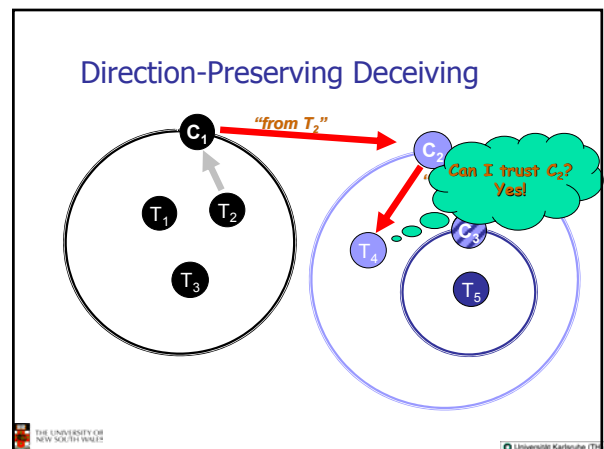 Direction-Preserving Deceiving
"from T2"
C1
C2
Can I trust C2?
Yes!
C3
T1
T2
T4
T3
T5
THE UNIVERSITY OF
NEW SOUTH WALES
Universität Karlsruhe (TH